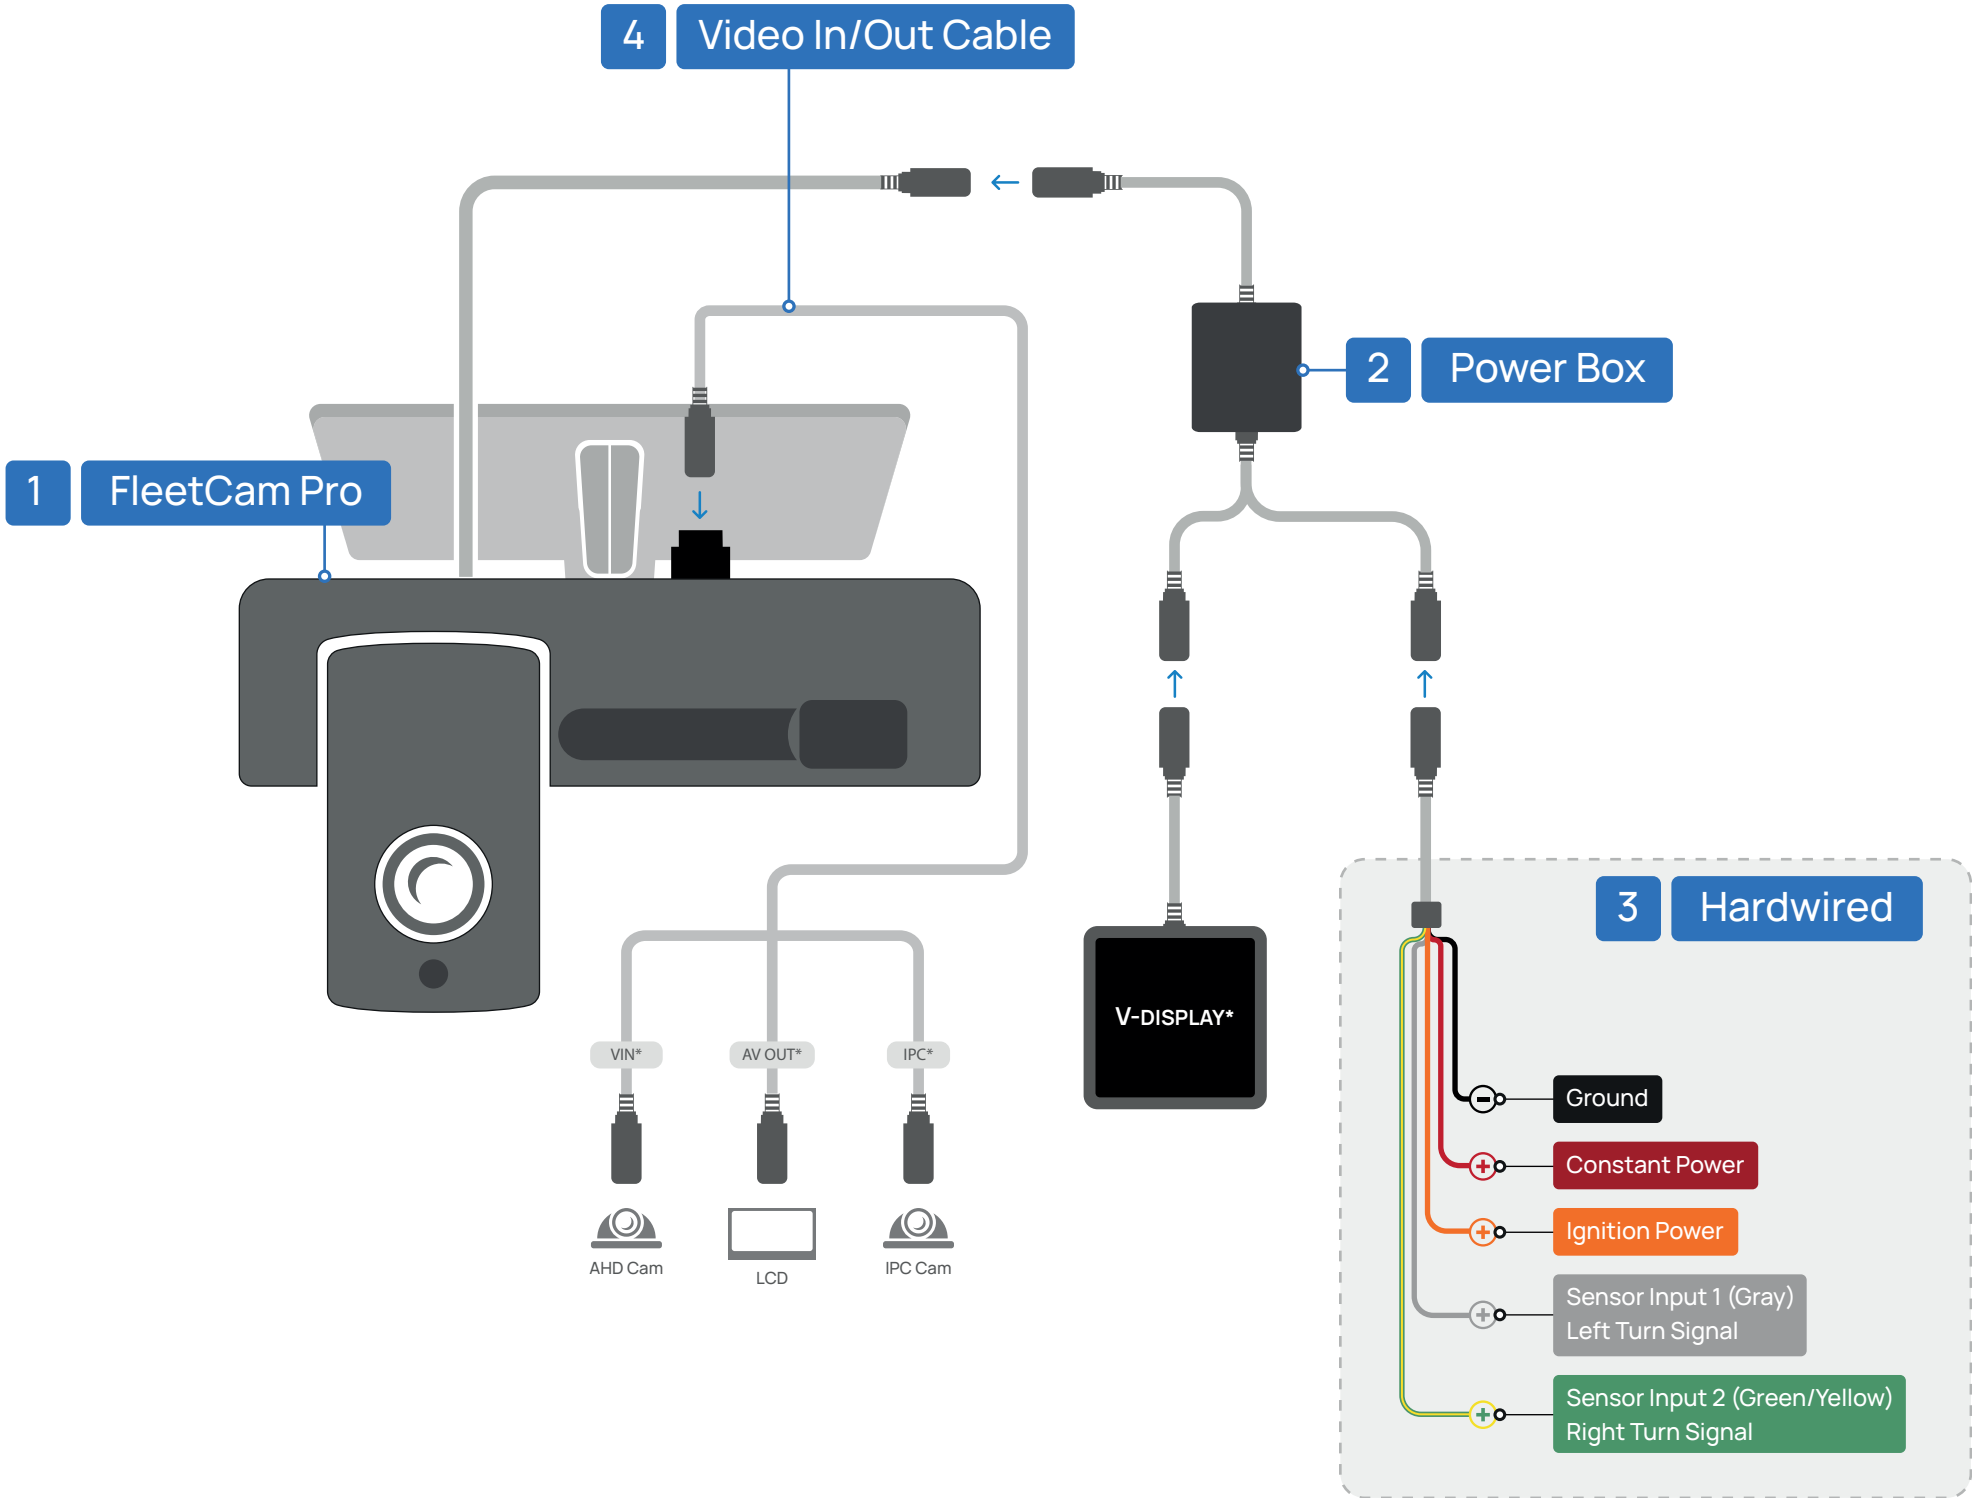 4 Video In/Out Cable
2 Power Box
1 FleetCam Pro
3 Hardwired
V-DISPLAY*
VIN* AV OUT* IPC*
AHD Cam LCD IPC Cam
Ground
Constant Power
Ignition Power
Sensor Input 1 (Gray)
Left Turn Signal
Sensor Input 2 (Green/Yellow)
Right Turn Signal